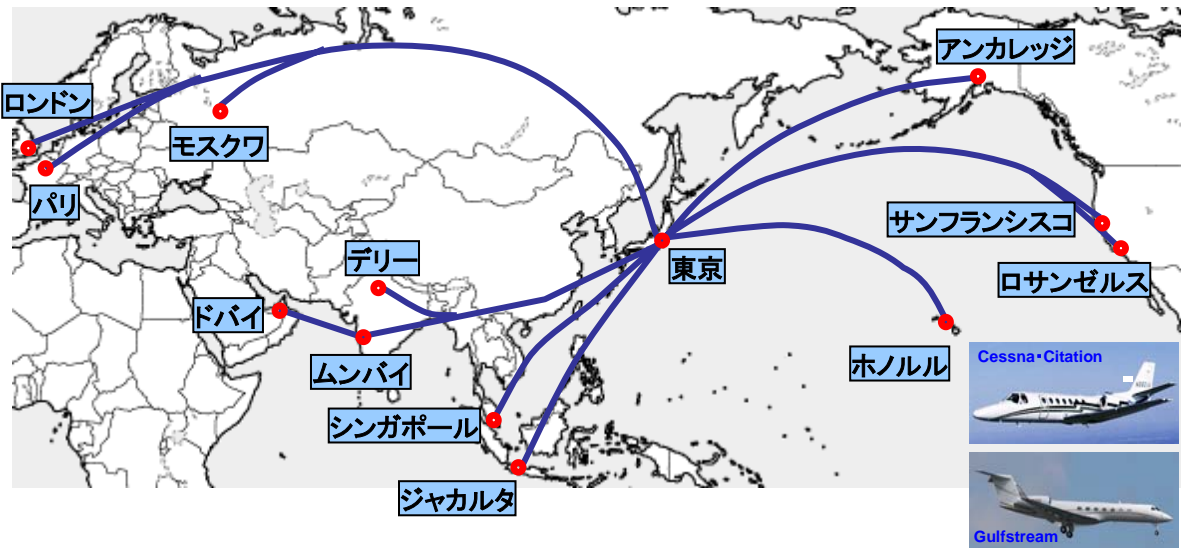 アンカレッジ
ロンドン
モスクワ
パリ
サンフランシスコ
デリー
東京
ロサンゼルス
ドバイ
ムンバイ
ホノルル
Cessna・Citation
シンガポール
ジャカルタ
Gulfstream